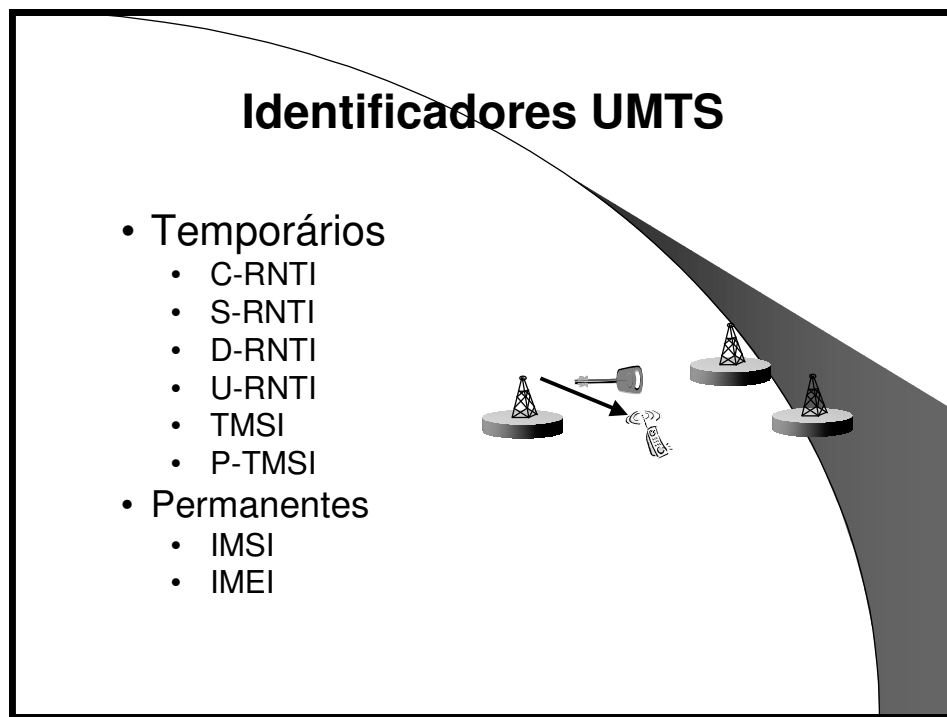 Identificadores UMTS
• Temporários
• C-RNTI
• S-RNTI
• D-RNTI
• U-RNTI
• TMSI
• P-TMSI
• Permanentes
• IMSI
• IMEI